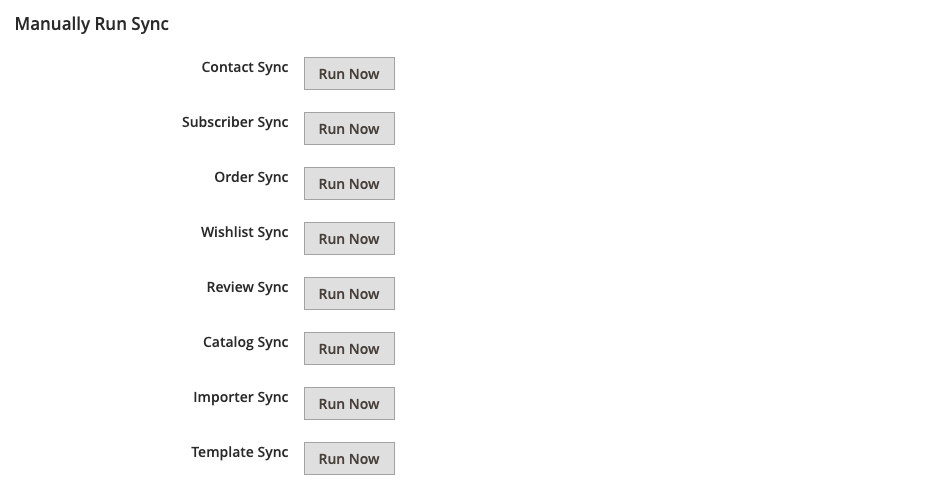 Manually Run Sync
Contact Sync Run Now
Subscriber Sync Run Now
Order Sync Run Now
Wishlist Sync Run Now
Review Sync Run Now
Catalog Sync Run Now
Importer Sync Run Now
Template Sync Run Now